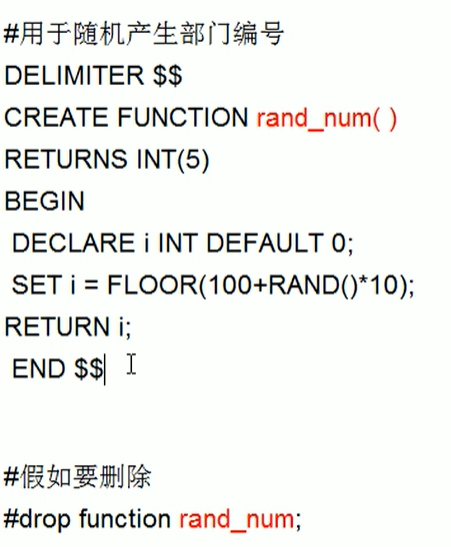 #用于随机产生部门编号
DELIMITER $$
CREATE FUNCTION rand_num( )
RETURNS INT(5)
BEGIN
DECLARE i INT DEFAULT 0;
SET i = FLOOR(100+RAND()*10);
RETURN i;
END $$
#假如要删除
#drop function rand_num;